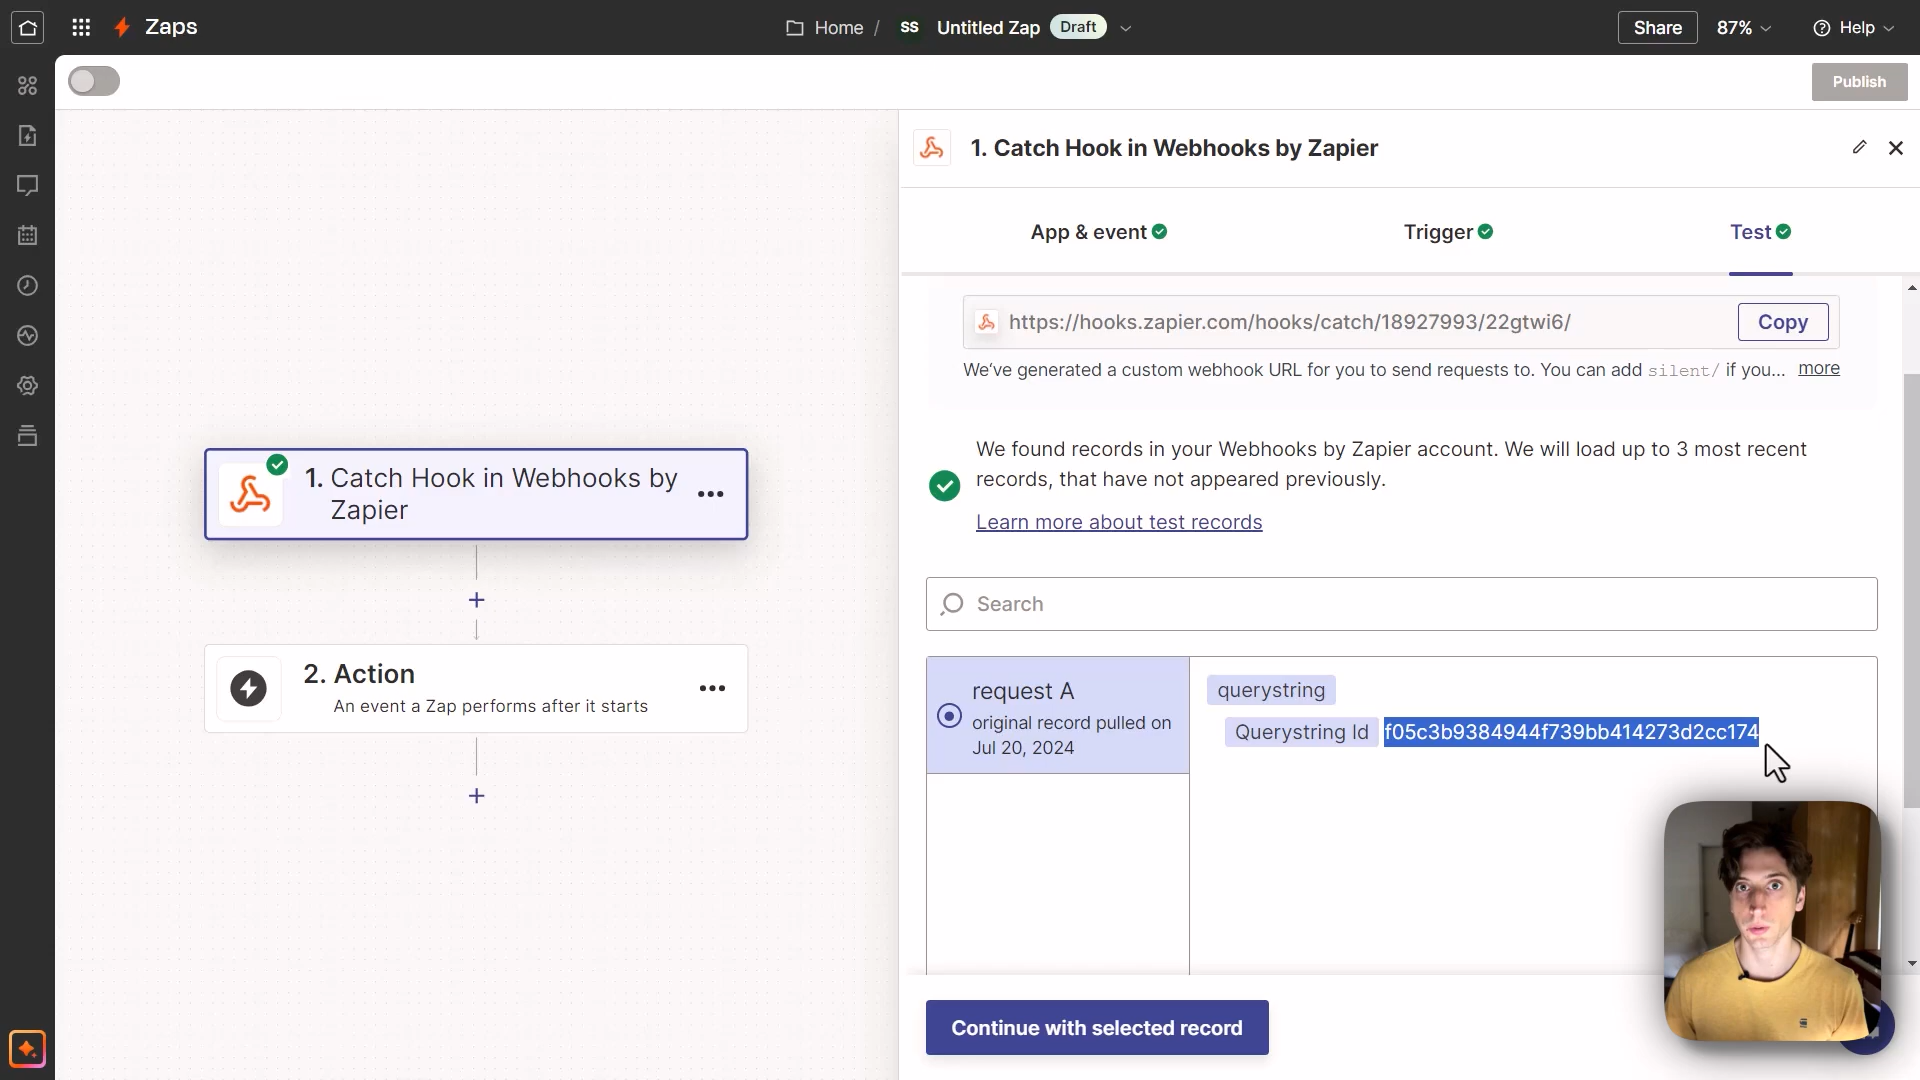 Zaps
Home / SS Untitled Zap Draft
Share 87% Help
Publish
1. Catch Hook in Webhooks by Zapier
2. Action
An event a Zap performs after it starts
1. Catch Hook in Webhooks by Zapier
App & event
Trigger
Test
https://hooks.zapier.com/hooks/catch/18927993/22gtwi6/
Copy
We've generated a custom webhook URL for you to send requests to. You can add silent/ if you... more
We found records in your Webhooks by Zapier account. We will load up to 3 most recent
records, that have not appeared previously.
Learn more about test records
Search
request A
original record pulled on
Jul 20, 2024
querystring
Querystring Id f05c3b9384944f739bb414273d2cc174
Continue with selected record